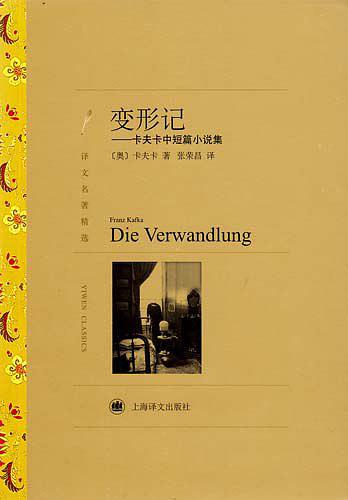 变形记
——卡夫卡中短篇小说集
〔奥〕卡夫卡 著 张荣昌 译
译文名著精选
YIWEN CLASSICS
Franz Kafka
Die Verwandlung
上海译文出版社